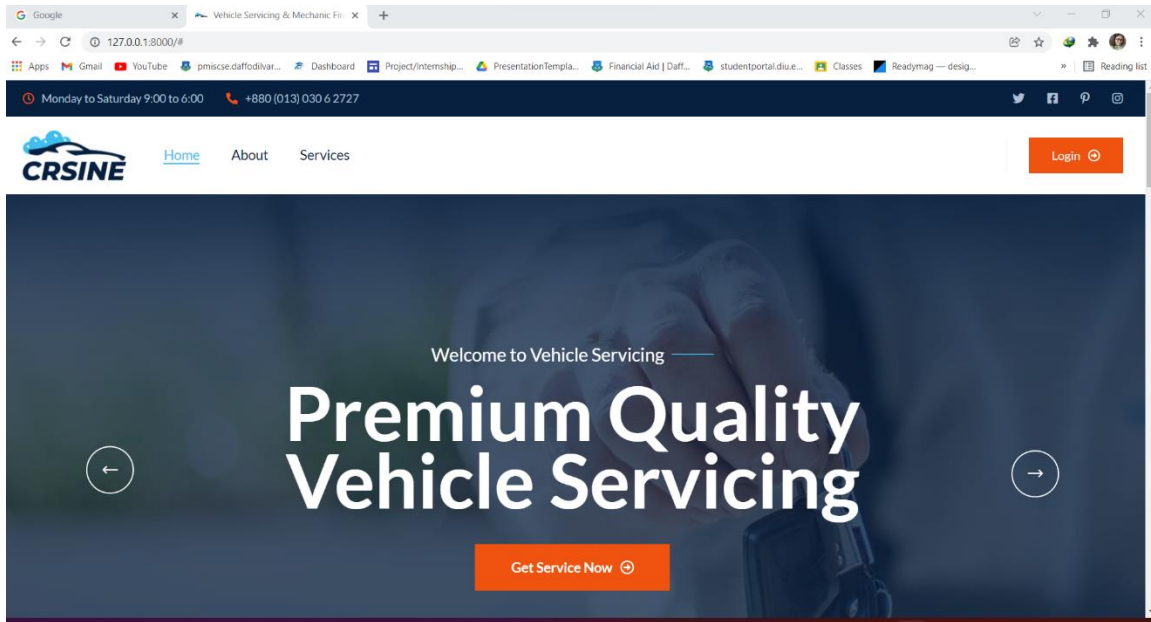 Google
Vehicle Servicing & Mechanic Fin
127.0.0.1:8000/#
Apps Gmail YouTube pmiscse.daffodilvar... Dashboard Project/Internship... PresentationTempla... Financial Aid | Daff... studentportal.diu.e... Classes Readymag — desig... » Reading list
Monday to Saturday 9:00 to 6:00 +880 (013) 030 6 2727
CRSINE Home About Services Login
Welcome to Vehicle Servicing
Premium Quality
Vehicle Servicing
Get Service Now